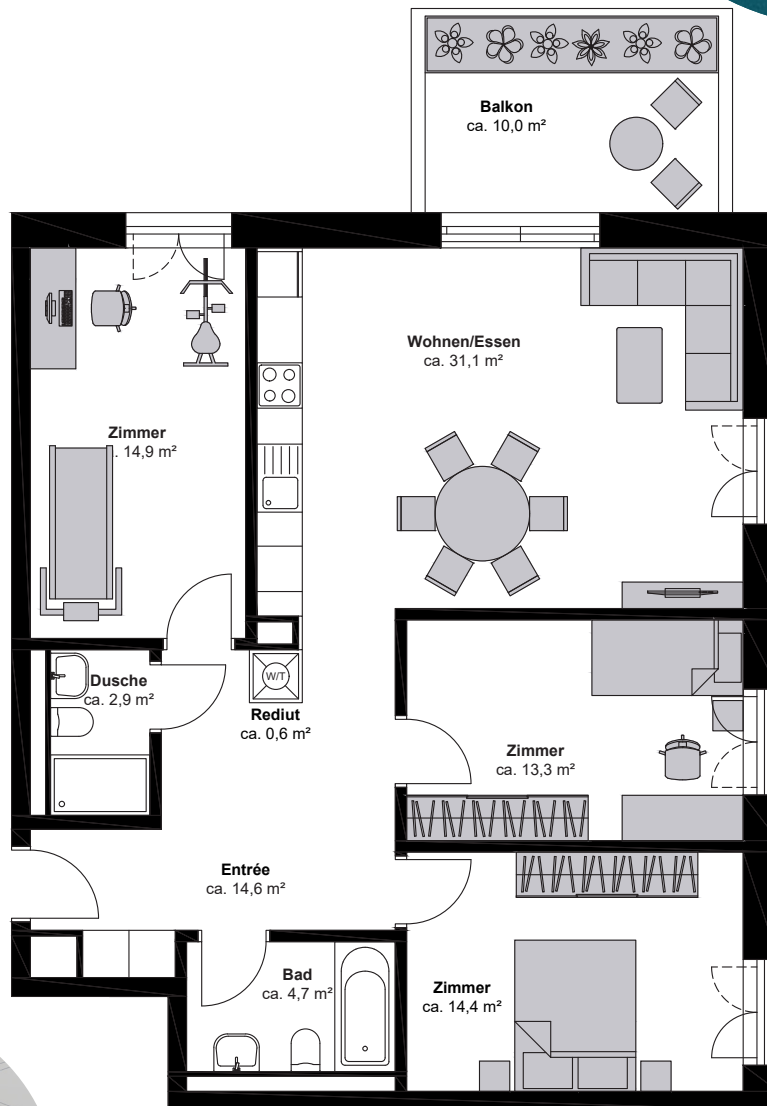 Balkon
ca. 10,0 m²
Wohnen/Essen
ca. 31,1 m²
Zimmer
. 14,9 m²
Dusche
ca. 2,9 m²
W/T
Rediut
ca. 0,6 m²
Zimmer
ca. 13,3 m²
Entrée
ca. 14,6 m²
Bad
ca. 4,7 m²
Zimmer
ca. 14,4 m²